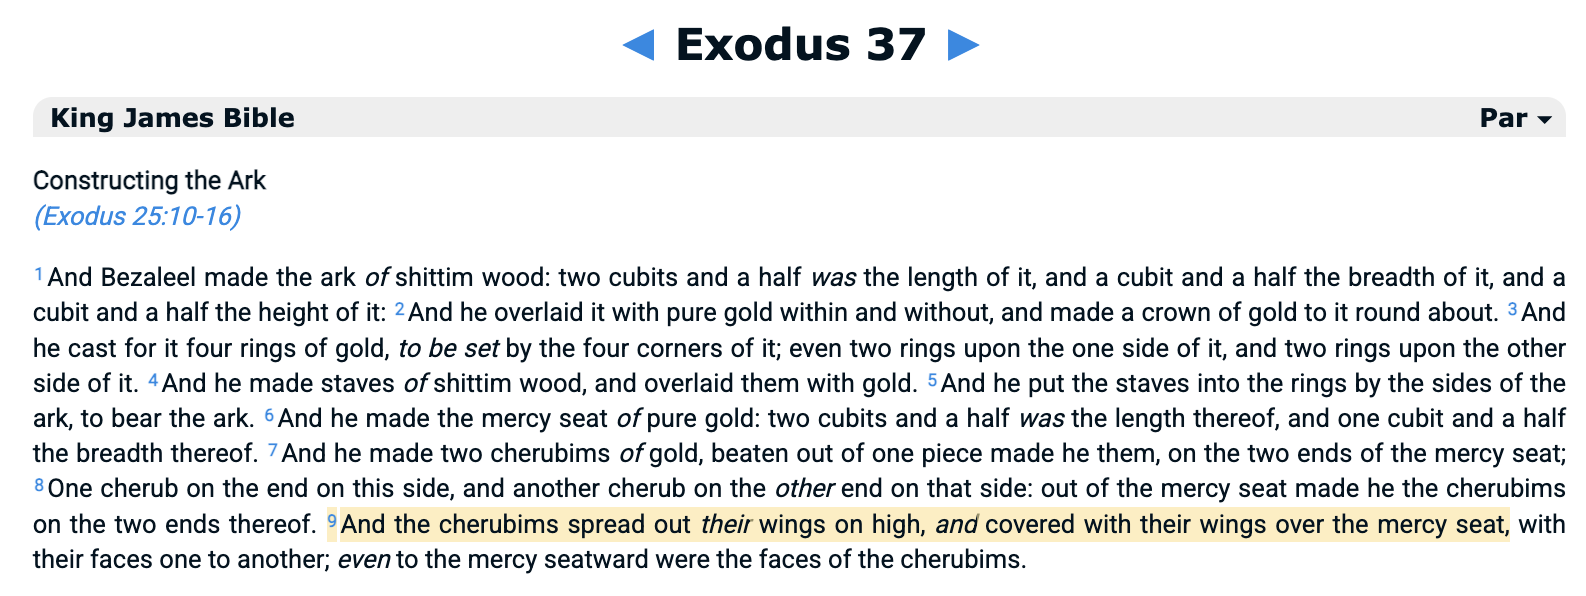 ◀ Exodus 37 ▶
King James Bible Par ▾
Constructing the Ark
(Exodus 25:10-16)
1 And Bezaleel made the ark of shittim wood: two cubits and a half was the length of it, and a cubit and a half the breadth of it, and a
cubit and a half the height of it: 2 And he overlaid it with pure gold within and without, and made a crown of gold to it round about. 3 And
he cast for it four rings of gold, to be set by the four corners of it; even two rings upon the one side of it, and two rings upon the other
side of it. 4 And he made staves of shittim wood, and overlaid them with gold. 5 And he put the staves into the rings by the sides of the
ark, to bear the ark. 6 And he made the mercy seat of pure gold: two cubits and a half was the length thereof, and one cubit and a half
the breadth thereof. 7 And he made two cherubims of gold, beaten out of one piece made he them, on the two ends of the mercy seat;
8 One cherub on the end on this side, and another cherub on the other end on that side: out of the mercy seat made he the cherubims
on the two ends thereof. 9 And the cherubims spread out their wings on high, and covered with their wings over the mercy seat, with
their faces one to another; even to the mercy seatward were the faces of the cherubims.